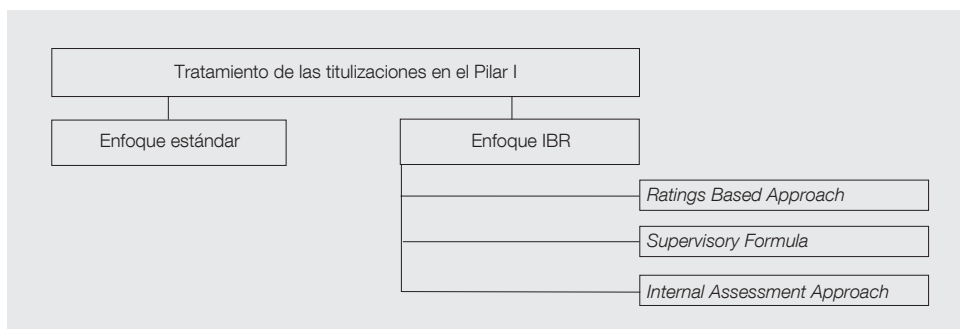 Tratamiento de las titulizaciones en el Pilar I
Enfoque estándar
Enfoque IBR
Ratings Based Approach
Supervisory Formula
Internal Assessment Approach